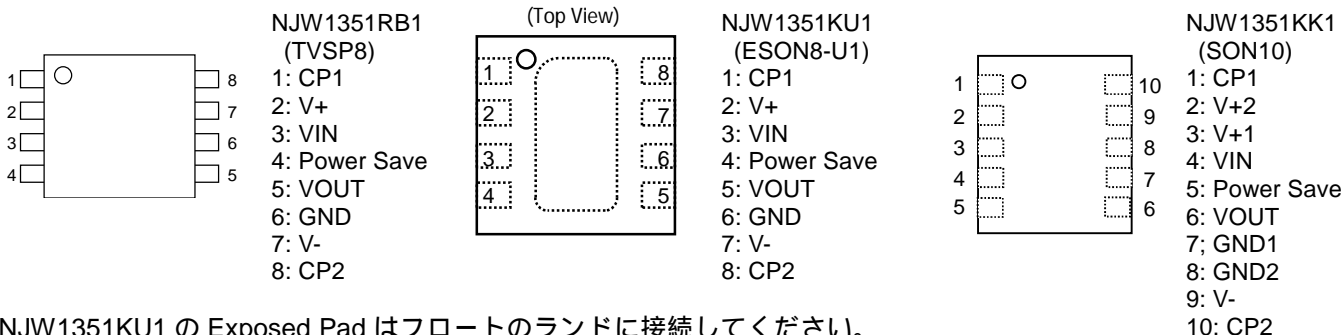 NJW1351RB1
(TVSP8)
1: CP1
2: V+
3: VIN
4: Power Save
5: VOUT
6: GND
7: V-
8: CP2
1
2
3
4
8
7
6
5
(Top View)
1
2
3
4
8
7
6
5
NJW1351KU1
(ESON8-U1)
1: CP1
2: V+
3: VIN
4: Power Save
5: VOUT
6: GND
7: V-
8: CP2
1
2
3
4
5
10
9
8
7
6
NJW1351KK1
(SON10)
1: CP1
2: V+2
3: V+1
4: VIN
5: Power Save
6: VOUT
7; GND1
8: GND2
9: V-
10: CP2
NJW1351KU1 の Exposed Pad はフロートのランドに接続してください。